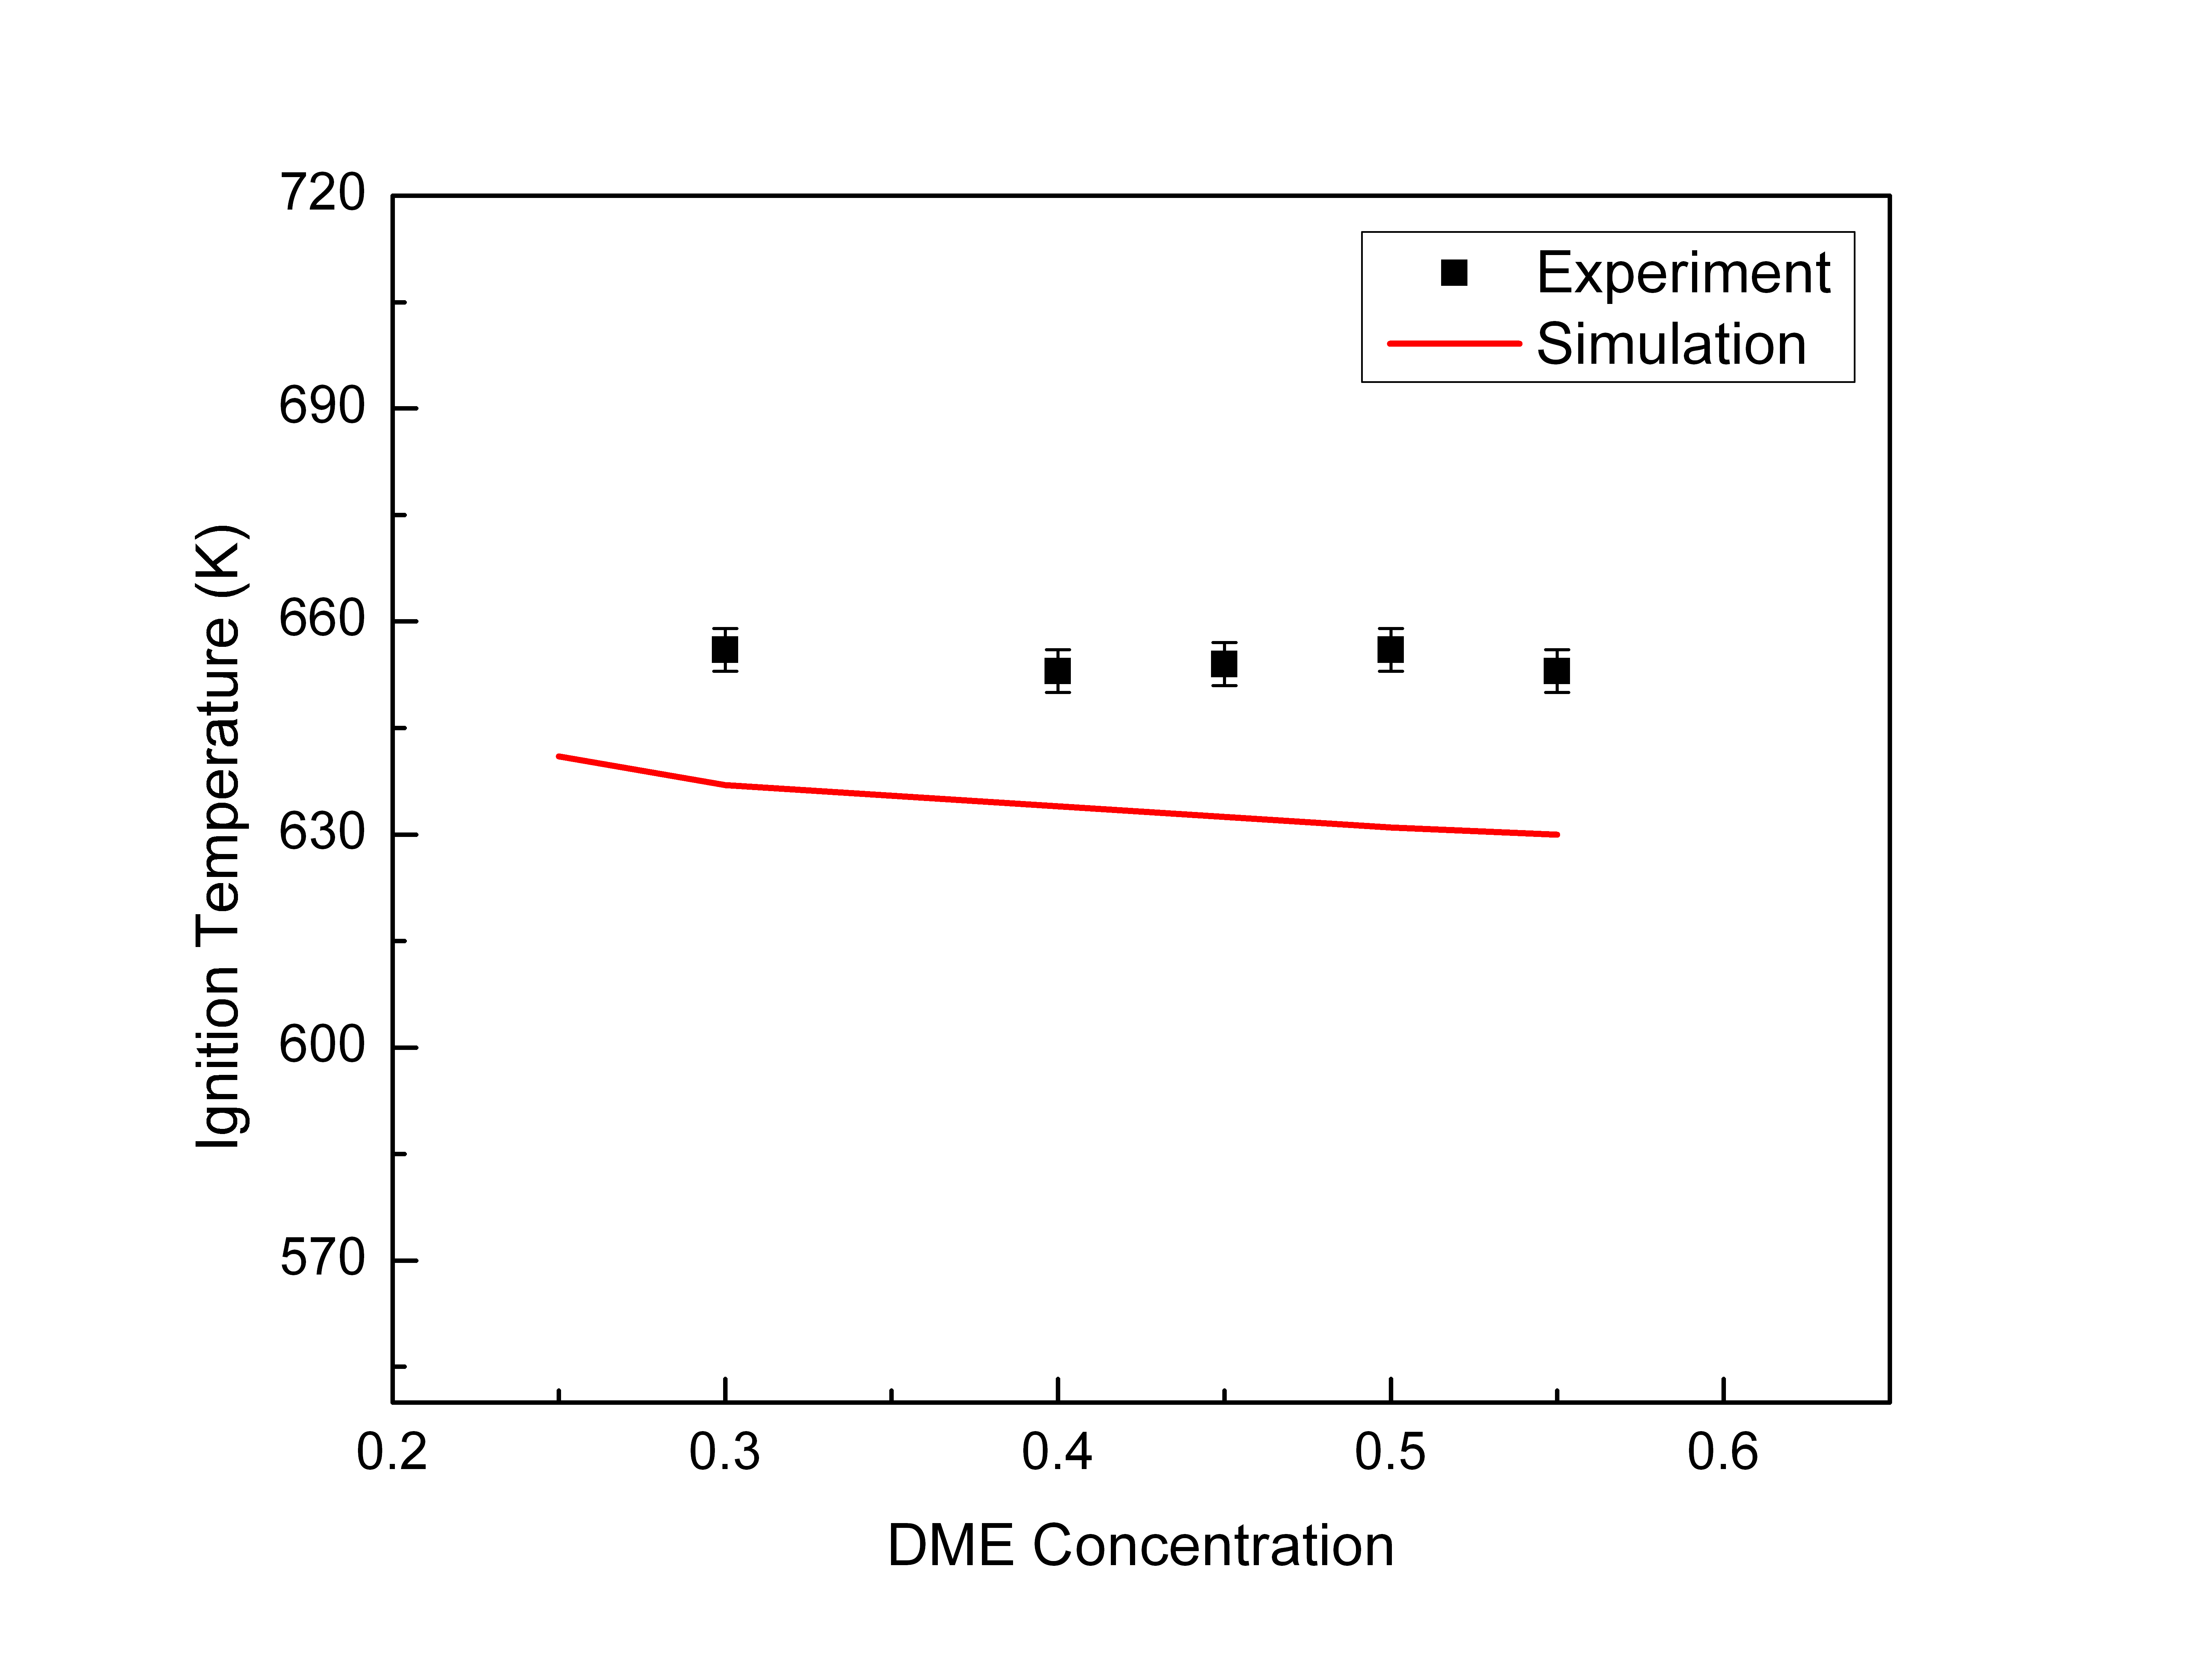 720
690
660
630
600
570
Ignition Temperature (K)
Experiment
Simulation
0.2 0.3 0.4 0.5 0.6
DME Concentration